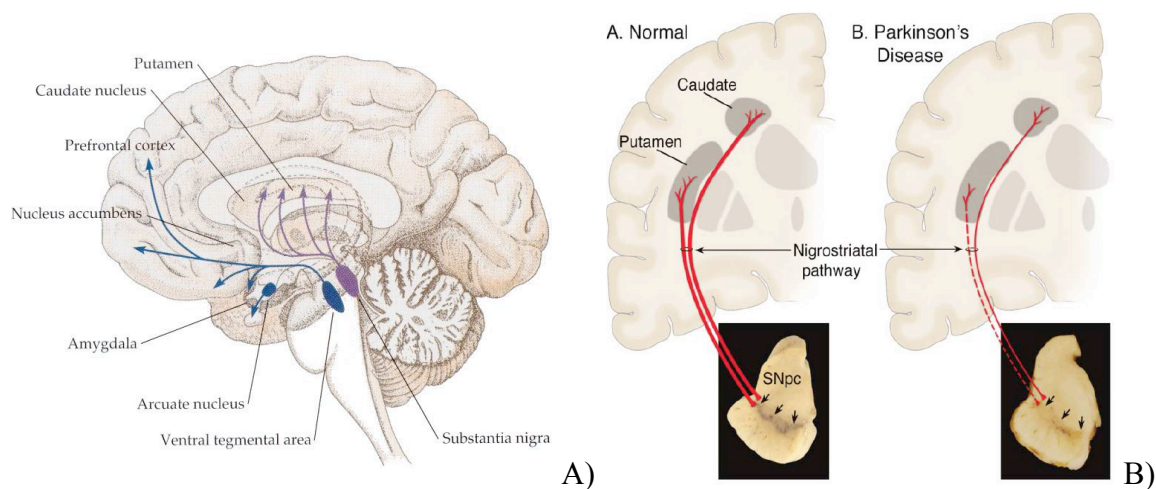 Putamen
Caudate nucleus
Prefrontal cortex
Nucleus accumbens
Amygdala
Arcuate nucleus
Ventral tegmental area
Substantia nigra
A)
A. Normal
Caudate
Putamen
B. Parkinson's
Disease
Nigrostriatal
pathway
SNpc
B)